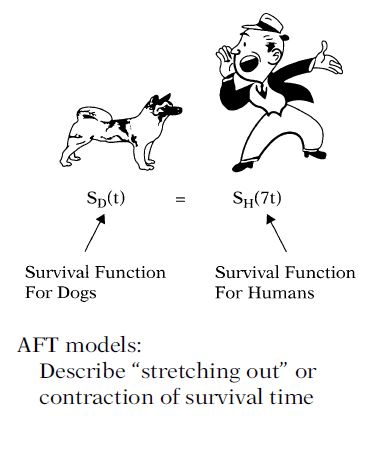 S_D(t) = S_H(7t)
Survival Function Survival Function
For Dogs For Humans
AFT models:
Describe “stretching out” or
contraction of survival time